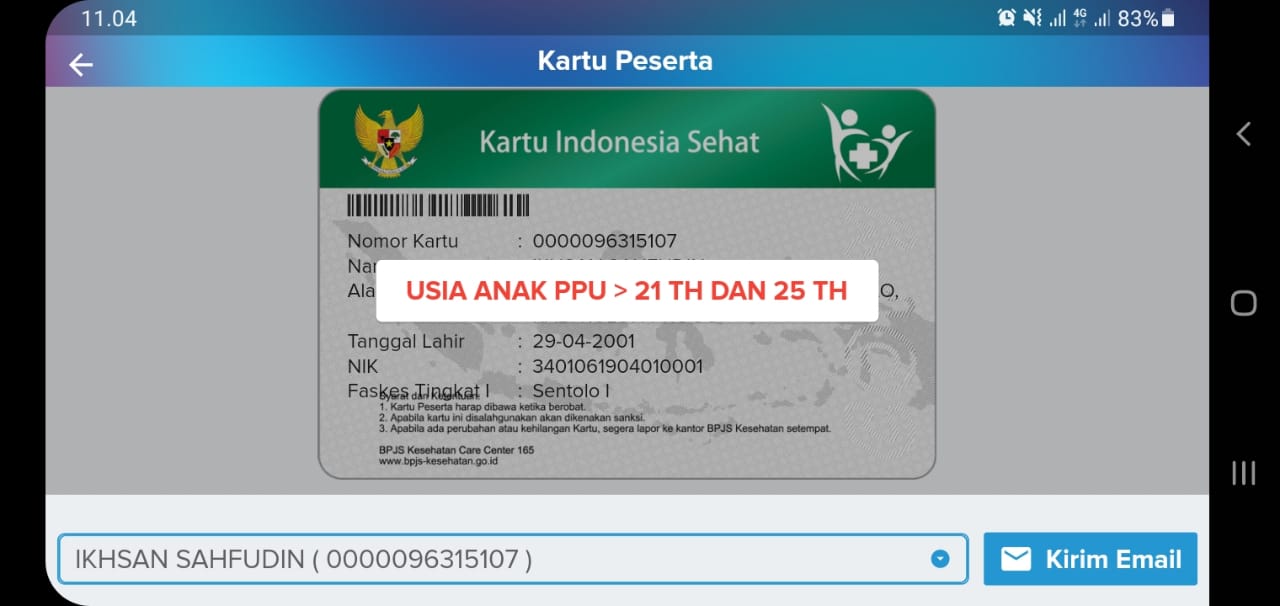 11.04
4G
83%
Kartu Peserta
Kartu Indonesia Sehat
Nomor Kartu : 0000096315107
Nar
Ala
O,
USIA ANAK PPU > 21 TH DAN 25 TH
Tanggal Lahir : 29-04-2001
NIK : 3401061904010001
Faskes Tingkat I : Sentolo I
Syarat dan Ketentuan:
1. Kartu Peserta harap dibawa ketika berobat.
2. Apabila kartu ini disalahgunakan akan dikenakan sanksi.
3. Apabila ada perubahan atau kehilangan Kartu, segera lapor ke kantor BPJS Kesehatan setempat.
BPJS Kesehatan Care Center 165
www.bpjs-kesehatan.go.id
IKHSAN SAHFUDIN ( 0000096315107 )
Kirim Email